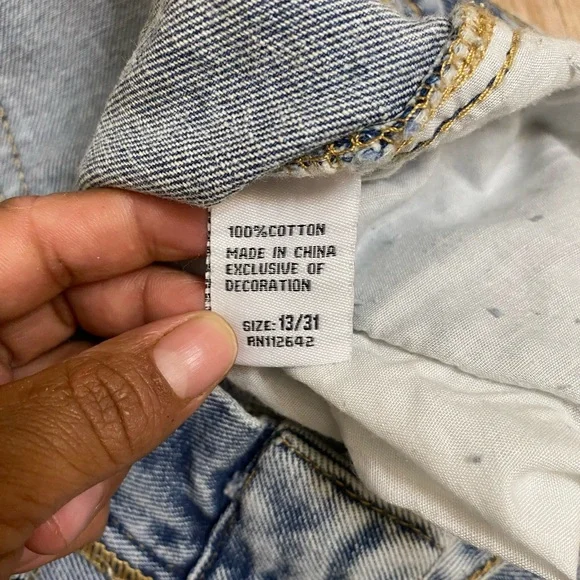 100%COTTON
MADE IN CHINA
EXCLUSIVE OF
DECORATION
SIZE: 13/31
RN112642